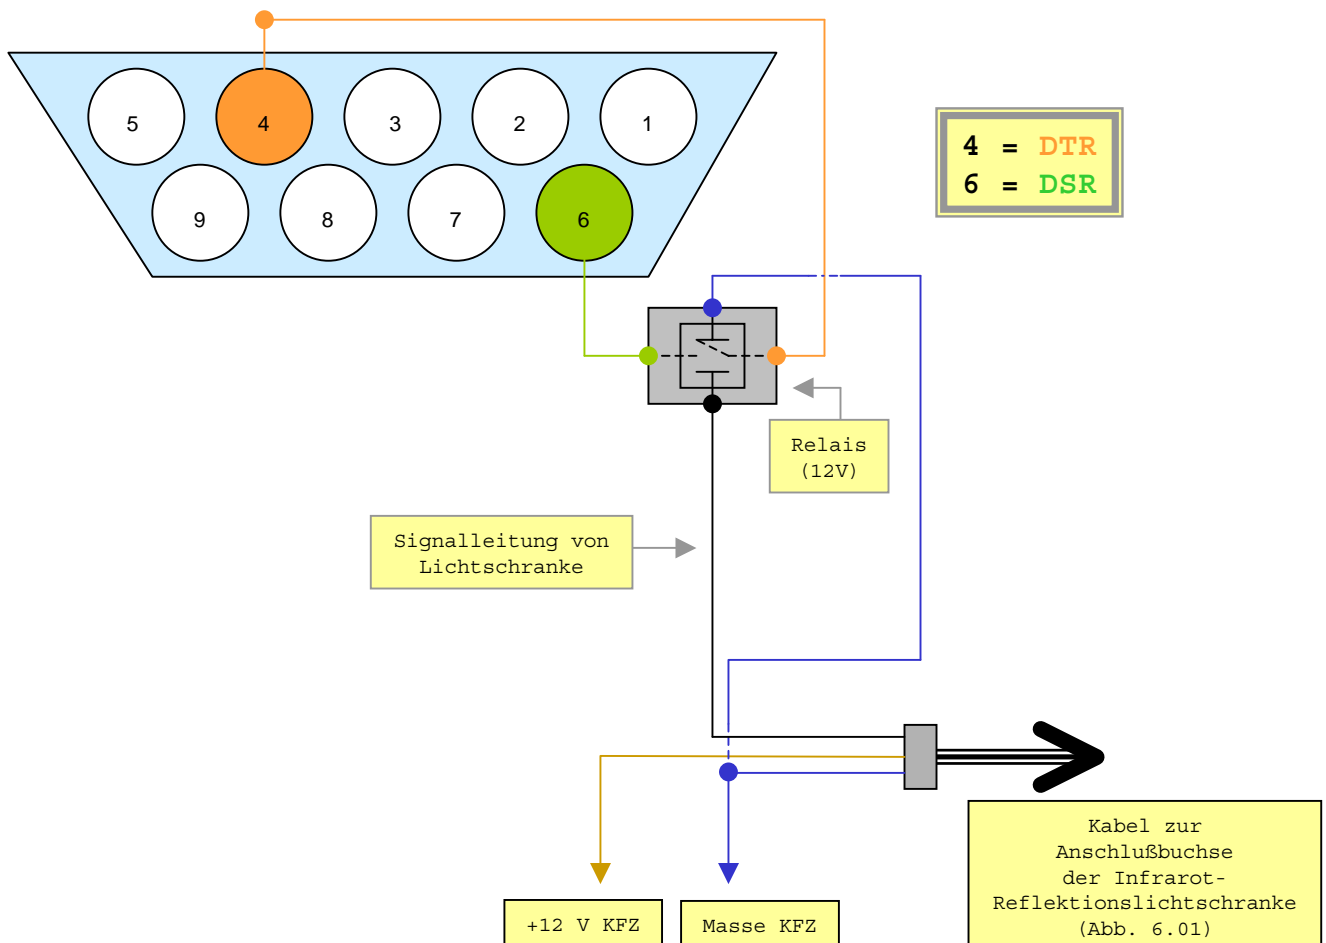 5 4 3 2 1
9 8 7 6
4 = DTR
6 = DSR
Relais
(12V)
Signalleitung von
Lichtschranke
Kabel zur
Anschlußbuchse
der Infrarot-
Reflektionslichtschranke
(Abb. 6.01)
+12 V KFZ
Masse KFZ